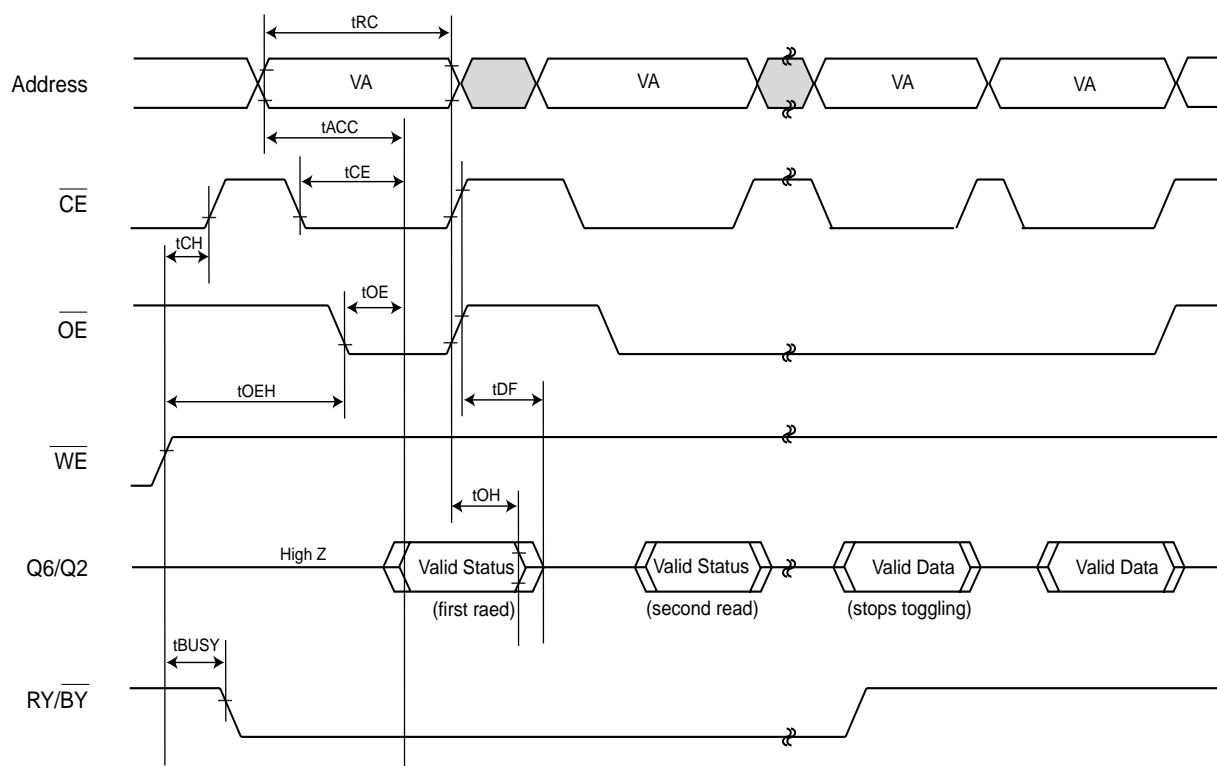 tRC
Address
VA
VA
VA
VA
tACC
tCE
CE
tCH
tOE
OE
tOEH
tDF
WE
tOH
High Z
Q6/Q2
Valid Status
Valid Status
Valid Data
Valid Data
(first raed)
(second read)
(stops toggling)
tBUSY
RY/BY